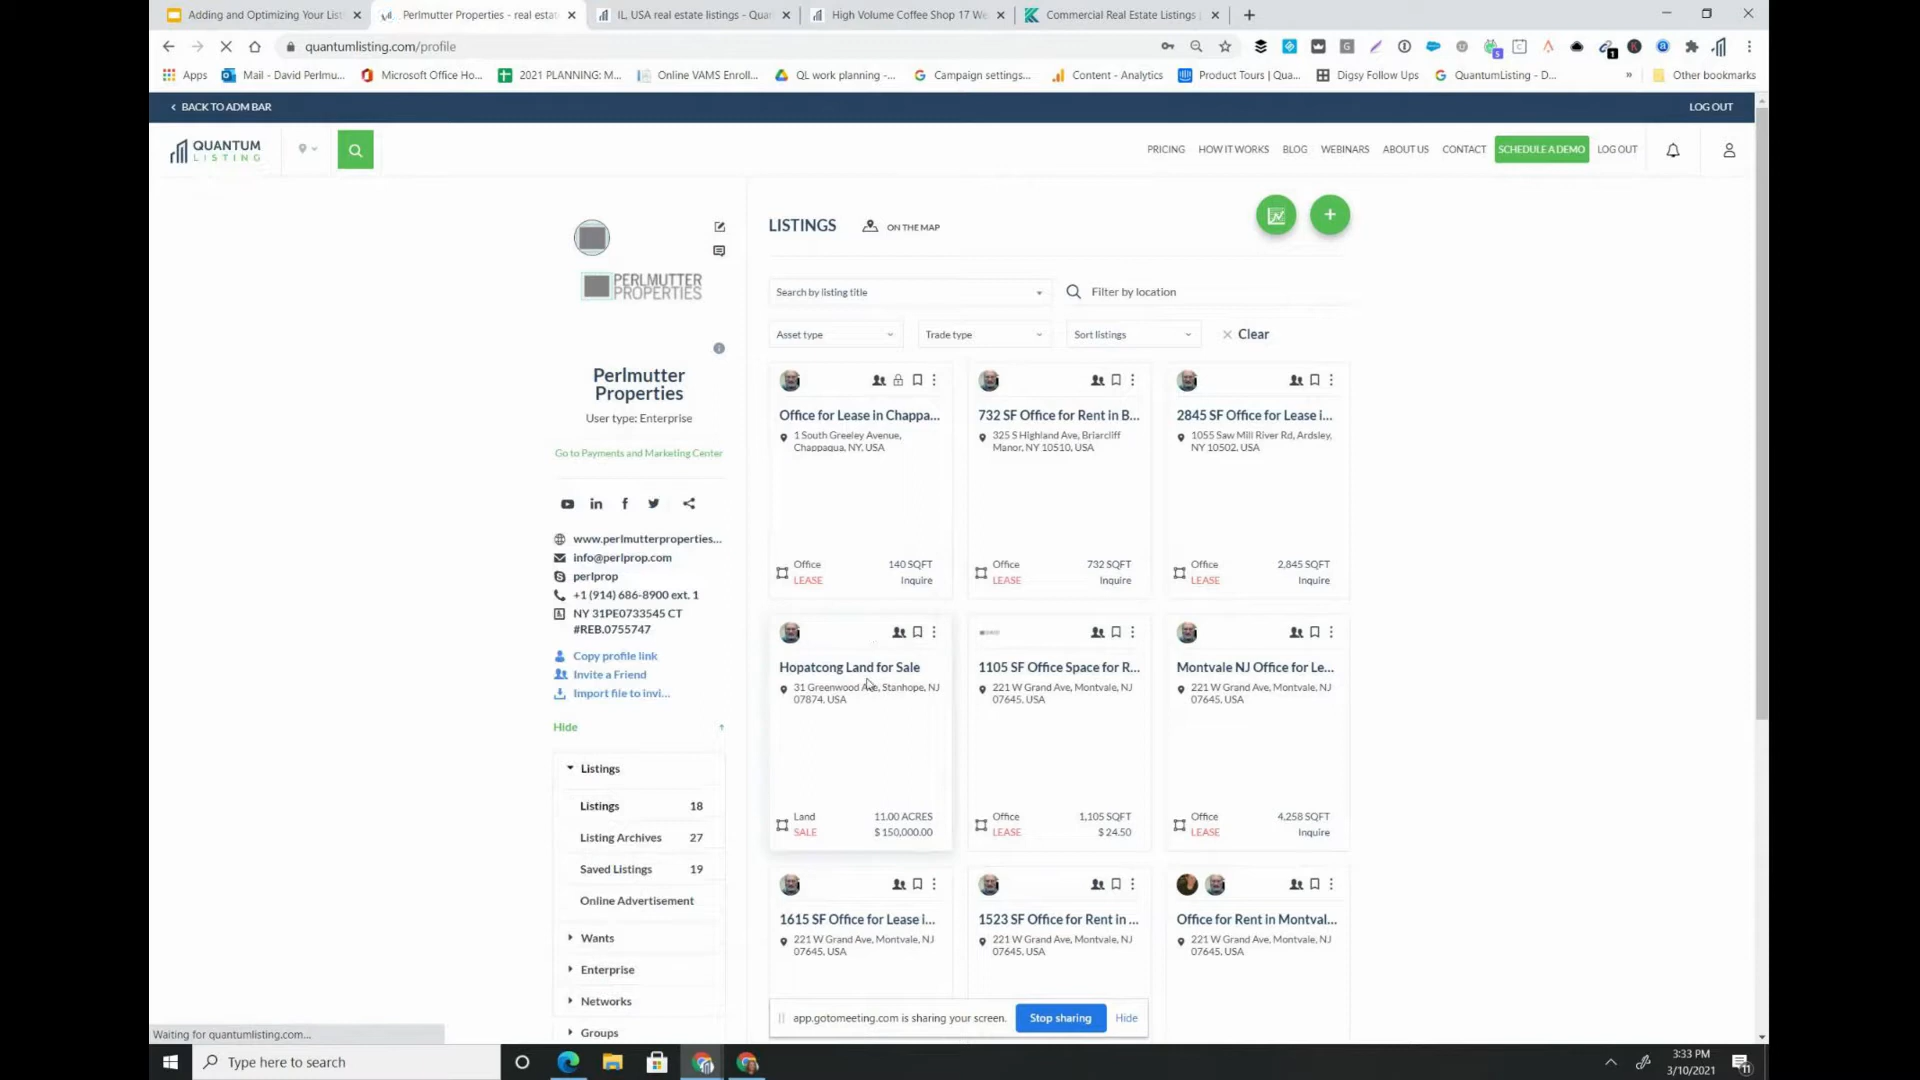 Adding and Optimizing Your List
Perlmutter Properties - real estat
IL, USA real estate listings - Quan
High Volume Coffee Shop 17 We
Commercial Real Estate Listings
quantumlisting.com/profile
Apps
Mail - David Perlmu...
Microsoft Office Ho...
2021 PLANNING: M...
Online VAMS Enroll...
QL work planning -...
Campaign settings...
Content - Analytics
Product Tours | Qua...
Digsy Follow Ups
QuantumListing - D...
Other bookmarks
BACK TO ADM BAR
LOG OUT
QUANTUM
LISTING
PRICING
HOW IT WORKS
BLOG
WEBINARS
ABOUT US
CONTACT
SCHEDULE A DEMO
LOG OUT
PERLMUTTER
PROPERTIES
Perlmutter
Properties
User type: Enterprise
Go to Payments and Marketing Center
www.perlmutterproperties...
info@perlprop.com
perlprop
+1 (914) 686-8900 ext. 1
NY 31PE0733545 CT
#REB.0755747
Copy profile link
Invite a Friend
Import file to invi...
Hide
Listings
Listings 18
Listing Archives 27
Saved Listings 19
Online Advertisement
Wants
Enterprise
Networks
Groups
LISTINGS
ON THE MAP
Search by listing title
Filter by location
Asset type
Trade type
Sort listings
Clear
Office for Lease in Chappa...
1 South Greeley Avenue,
Chappaqua, NY, USA
Office 140 SQFT
LEASE Inquire
732 SF Office for Rent in B...
325 S Highland Ave, Briarcliff
Manor, NY 10510, USA
Office 732 SQFT
LEASE Inquire
2845 SF Office for Lease i...
1055 Saw Mill River Rd, Ardsley,
NY 10502, USA
Office 2,845 SQFT
LEASE Inquire
Hopatcong Land for Sale
31 Greenwood Ave, Stanhope, NJ
07874, USA
Land 11.00 ACRES
SALE $ 150,000.00
1105 SF Office Space for R...
221 W Grand Ave, Montvale, NJ
07645, USA
Office 1,105 SQFT
LEASE $ 24.50
Montvale NJ Office for Le...
221 W Grand Ave, Montvale, NJ
07645, USA
Office 4,258 SQFT
LEASE Inquire
1615 SF Office for Lease i...
221 W Grand Ave, Montvale, NJ
07645, USA
1523 SF Office for Rent in ...
221 W Grand Ave, Montvale, NJ
07645, USA
Office for Rent in Montval...
221 W Grand Ave, Montvale, NJ
07645, USA
app.gotomeeting.com is sharing your screen.
Stop sharing
Hide
Waiting for quantumlisting.com...
Type here to search
3:33 PM
3/10/2021